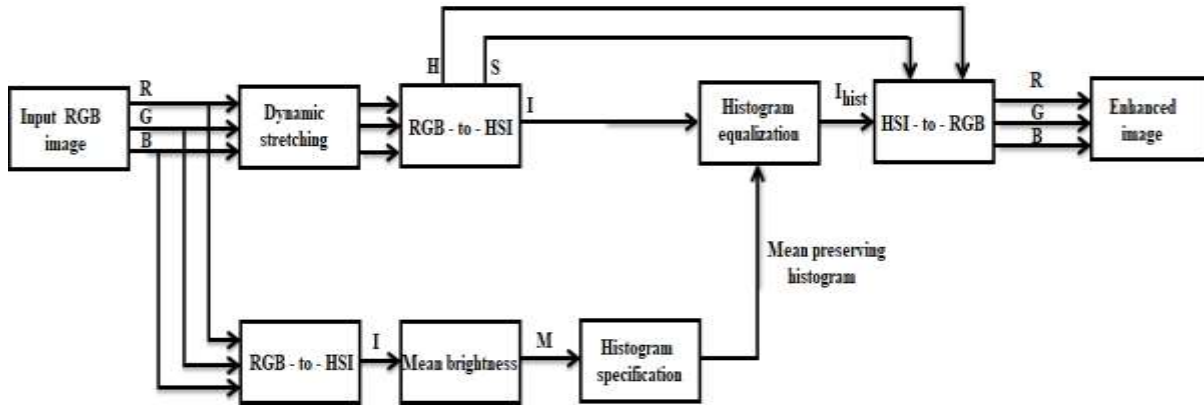 H
S
R
G
B
Input RGB
image
Dynamic
stretching
RGB - to - HSI
I
Histogram
equalization
I hist
HSI - to - RGB
R
G
B
Enhanced
image
Mean preserving
histogram
RGB - to - HSI
I
Mean brightness
M
Histogram
specification